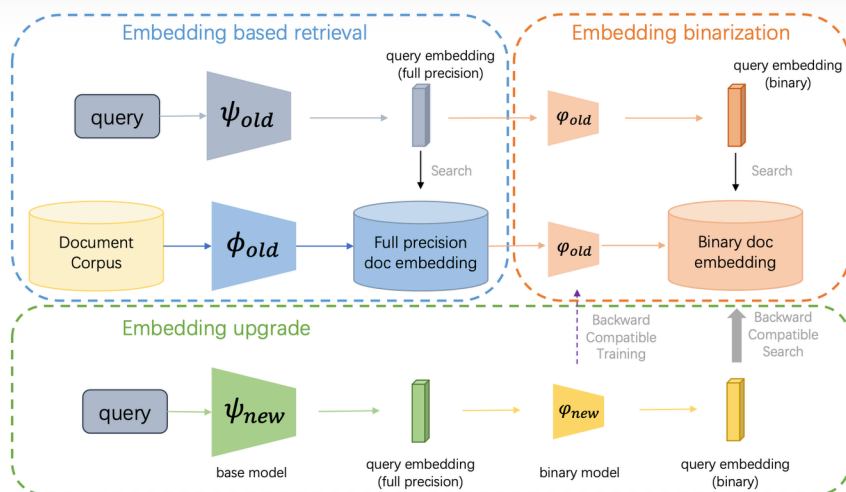 Embedding based retrieval
Embedding binarization
query embedding
(full precision)
query embedding
(binary)
query
ψold
φold
Search
Search
Document
Corpus
ϕold
Full precision
doc embedding
φold
Binary doc
embedding
Embedding upgrade
Backward
Compatible
Training
Backward
Compatible
Search
query
ψnew
φnew
base model
query embedding
(full precision)
binary model
query embedding
(binary)